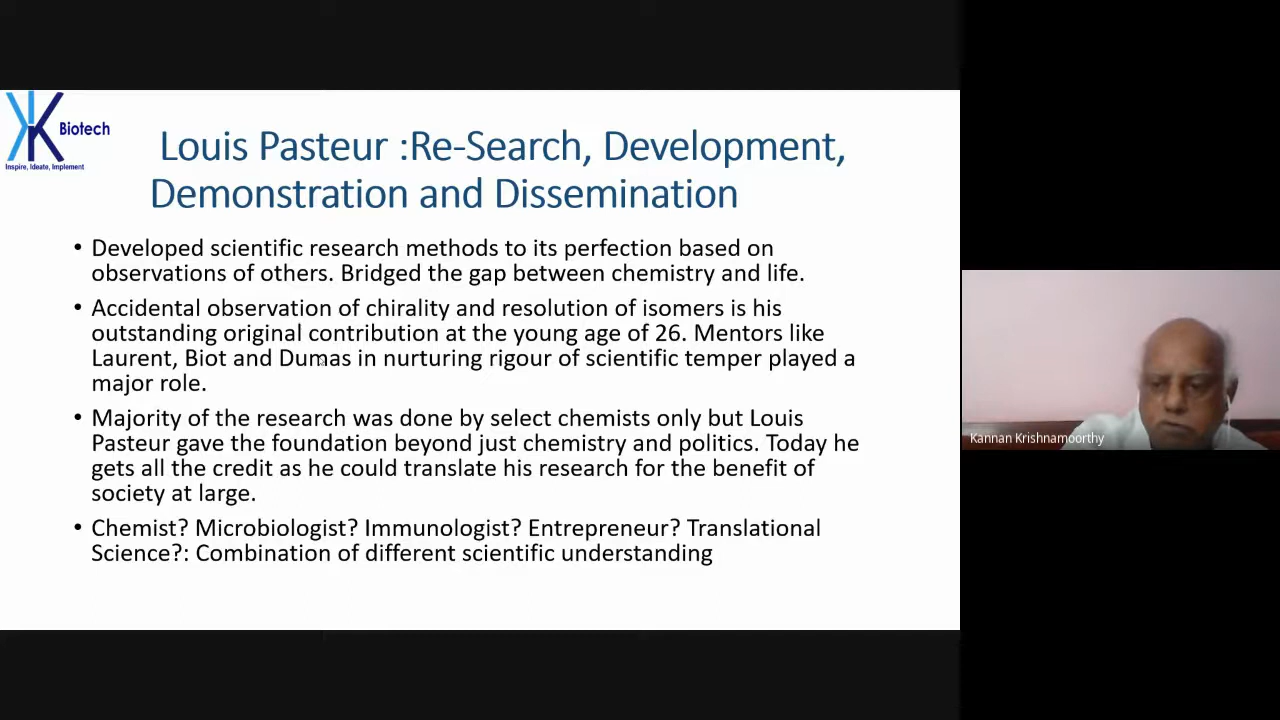 Biotech
Inspire, Ideate, Implement
Louis Pasteur :Re-Search, Development,
Demonstration and Dissemination
• Developed scientific research methods to its perfection based on
observations of others. Bridged the gap between chemistry and life.
• Accidental observation of chirality and resolution of isomers is his
outstanding original contribution at the young age of 26. Mentors like
Laurent, Biot and Dumas in nurturing rigour of scientific temper played a
major role.
• Majority of the research was done by select chemists only but Louis
Pasteur gave the foundation beyond just chemistry and politics. Today he
gets all the credit as he could translate his research for the benefit of
society at large.
• Chemist? Microbiologist? Immunologist? Entrepreneur? Translational
Science?: Combination of different scientific understanding
Kannan Krishnamoorthy